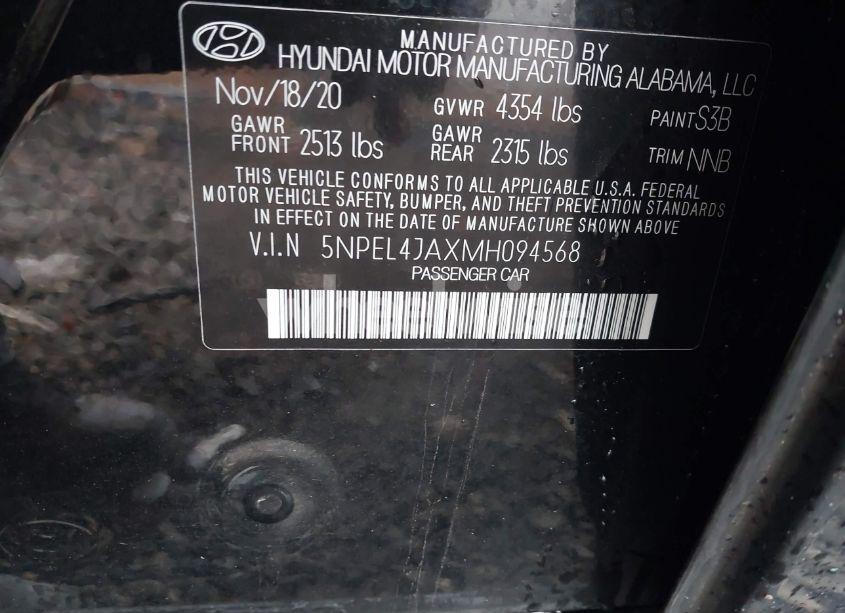 MANUFACTURED BY
HYUNDAI MOTOR MANUFACTURING ALABAMA, LLC
Nov/18/20 GVWR 4354 lbs PAINT S3B
GAWR FRONT 2513 lbs GAWR REAR 2315 lbs TRIM NNB
THIS VEHICLE CONFORMS TO ALL APPLICABLE U.S.A. FEDERAL
MOTOR VEHICLE SAFETY, BUMPER, AND THEFT PREVENTION STANDARDS
IN EFFECT ON THE DATE OF MANUFACTURE SHOWN ABOVE
V.I.N 5NPEL4JAXMH094568
PASSENGER CAR